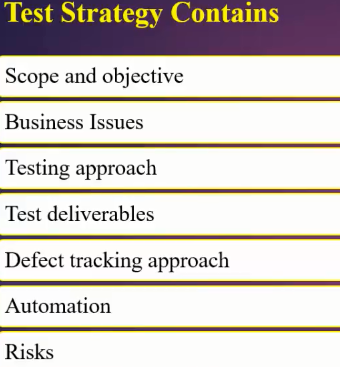 Test Strategy Contains
Scope and objective
Business Issues
Testing approach
Test deliverables
Defect tracking approach
Automation
Risks